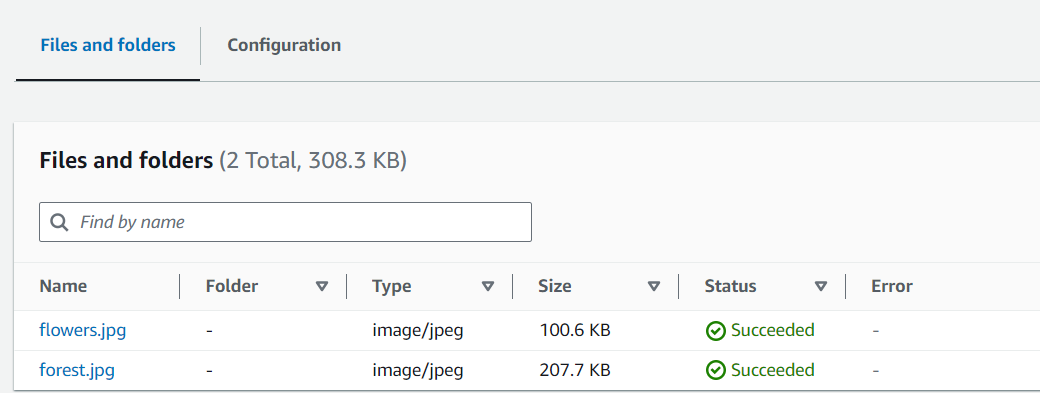 Files and folders Configuration
Files and folders (2 Total, 308.3 KB)
Find by name
Name Folder Type Size Status Error
flowers.jpg - image/jpeg 100.6 KB Succeeded -
forest.jpg - image/jpeg 207.7 KB Succeeded -